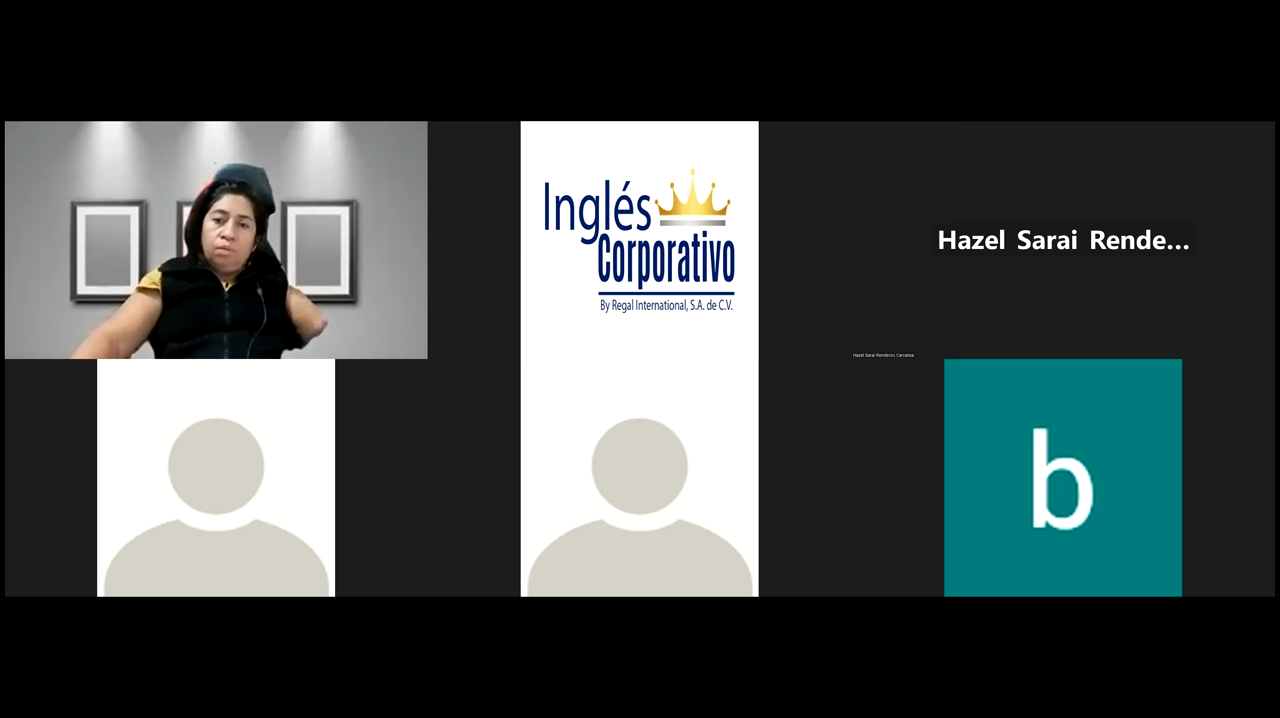 Inglés
Corporativo
By Regal International, S.A. de C.V.
Hazel Sarai Rende...
Hazel Sarai Renderos Carranza
b